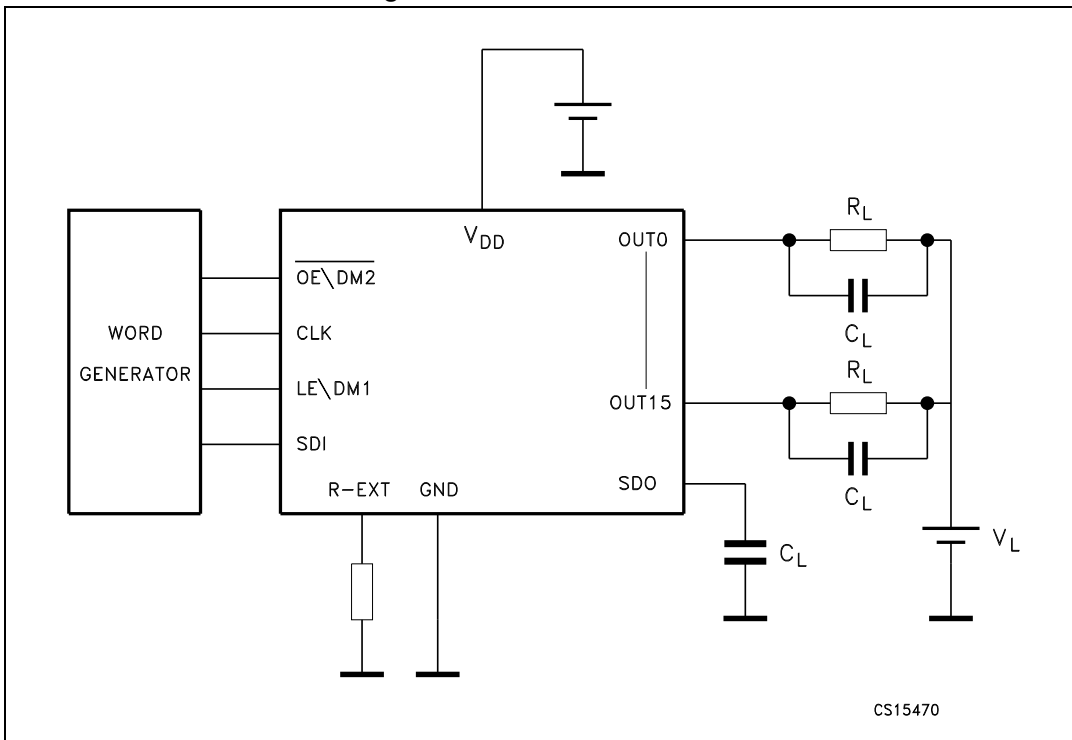 V_DD
OUT0
R_L
OE\DM2
WORD
GENERATOR
CLK
C_L
LE\DM1
R_L
OUT15
SDI
C_L
R-EXT
GND
SDO
C_L
V_L
CS15470